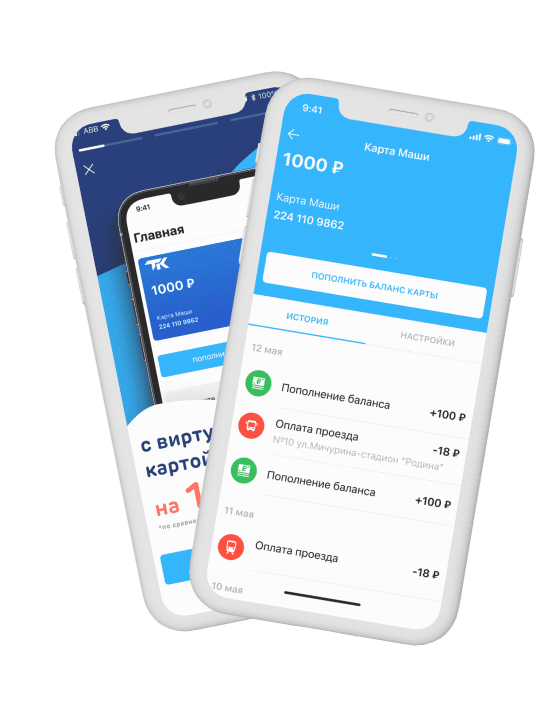 ABB
100%
9:41
Главная
ТК
1000 ₽
Карта Маши
224 110 9862
с вирту
картой
на 1
*по сравне
9:41
Карта Маши
1000 ₽
Карта Маши
224 110 9862
ПОПОЛНИТЬ БАЛАНС КАРТЫ
ИСТОРИЯ
НАСТРОЙКИ
12 мая
Пополнение баланса
+100 ₽
Оплата проезда
-18 ₽
№10 ул.Мичурина-стадион “Родина”
Пополнение баланса
+100 ₽
11 мая
Оплата проезда
-18 ₽
10 мая